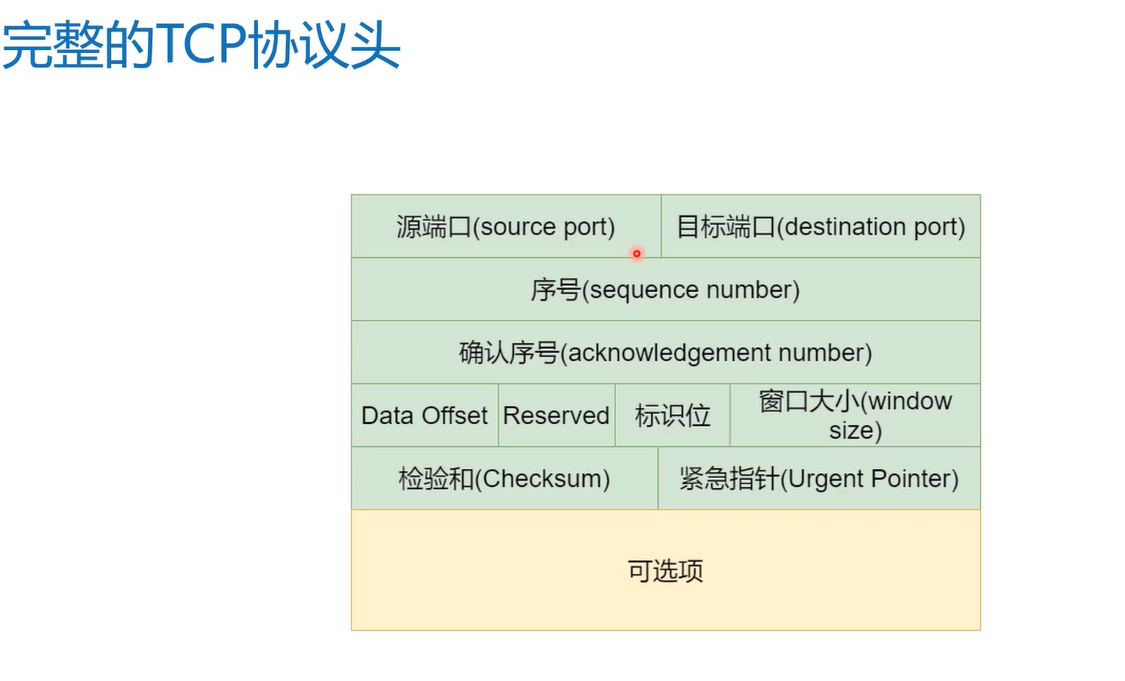 完整的TCP协议头
源端口(source port)
目标端口(destination port)
序号(sequence number)
确认序号(acknowledgement number)
Data Offset
Reserved
标识位
窗口大小(window
size)
检验和(Checksum)
紧急指针(Urgent Pointer)
可选项